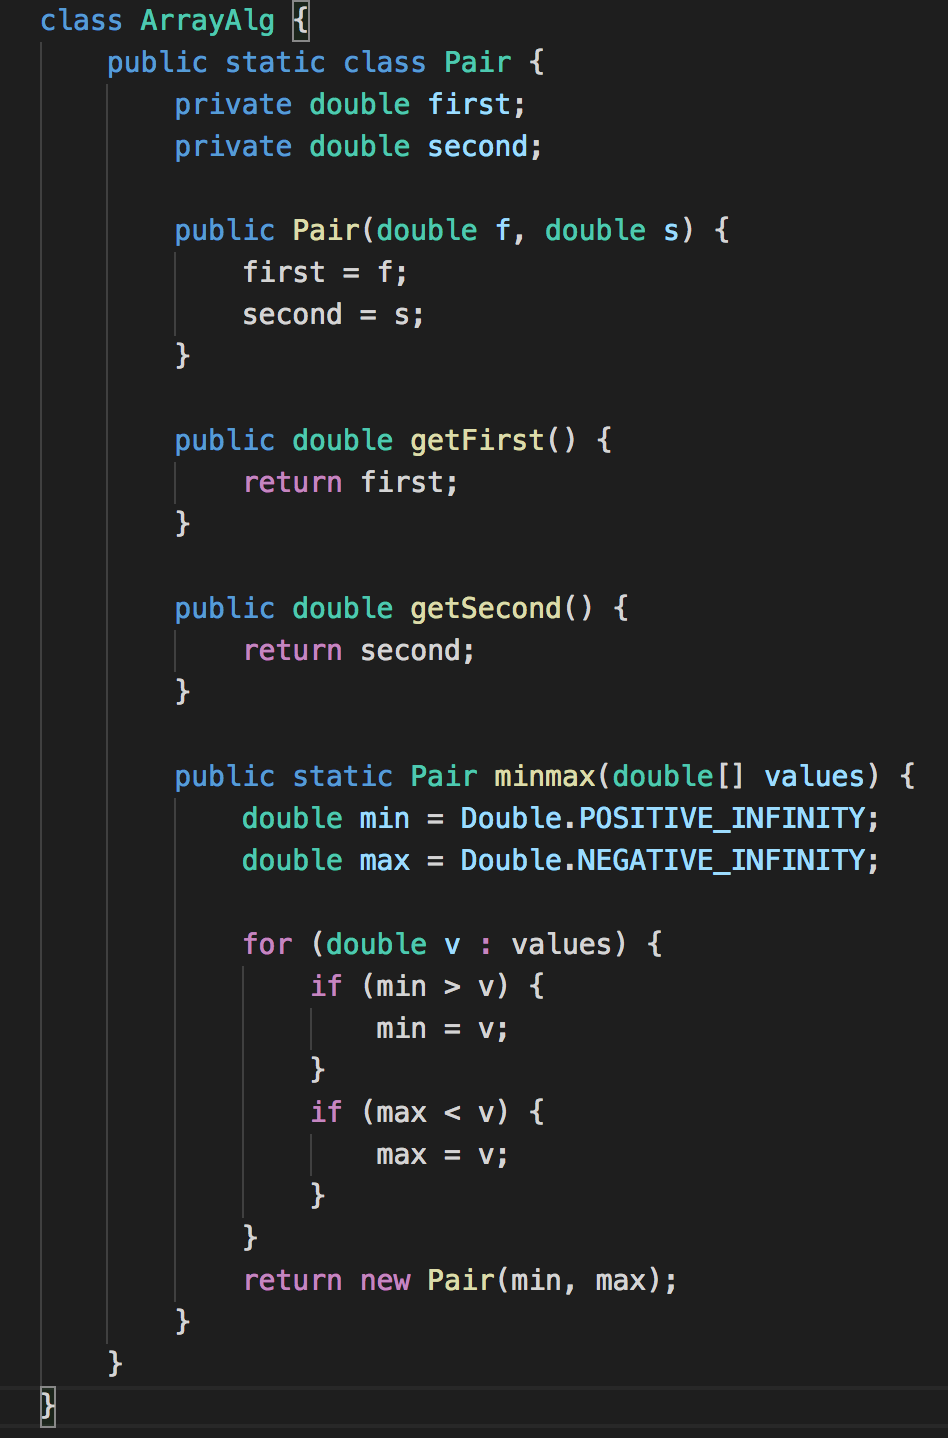 class ArrayAlg {
    public static class Pair {
        private double first;
        private double second;

        public Pair(double f, double s) {
            first = f;
            second = s;
        }

        public double getFirst() {
            return first;
        }

        public double getSecond() {
            return second;
        }

        public static Pair minmax(double[] values) {
            double min = Double.POSITIVE_INFINITY;
            double max = Double.NEGATIVE_INFINITY;

            for (double v : values) {
                if (min > v) {
                    min = v;
                }
                if (max < v) {
                    max = v;
                }
            }
            return new Pair(min, max);
        }
    }
}